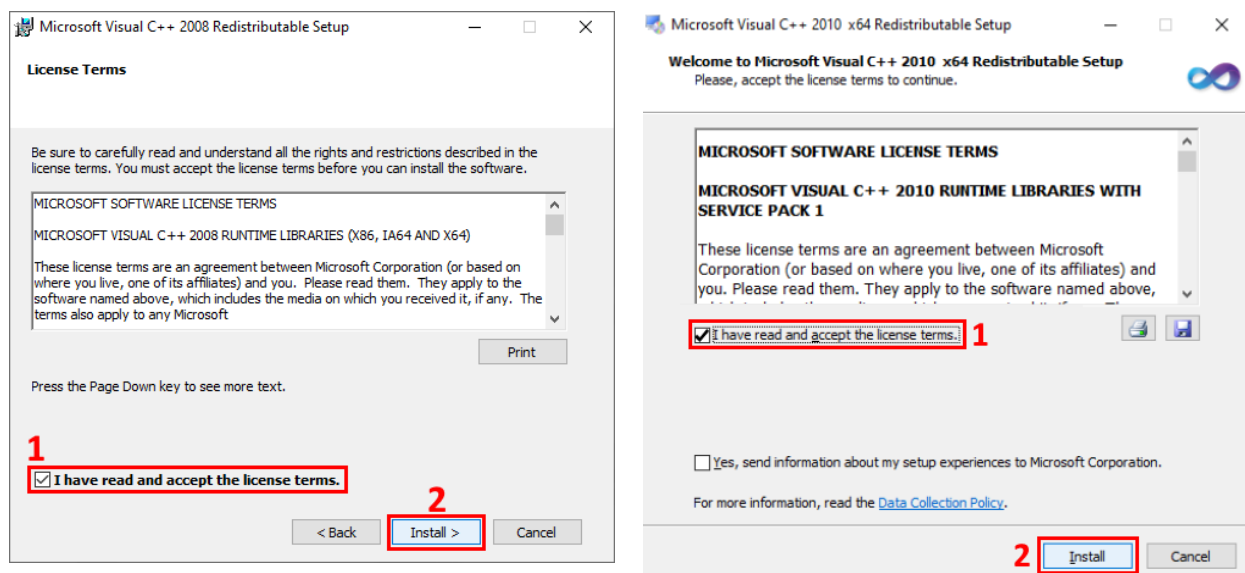 Microsoft Visual C++ 2008 Redistributable Setup
License Terms
Be sure to carefully read and understand all the rights and restrictions described in the
license terms. You must accept the license terms before you can install the software.
MICROSOFT SOFTWARE LICENSE TERMS
MICROSOFT VISUAL C++ 2008 RUNTIME LIBRARIES (X86, IA64 AND X64)
These license terms are an agreement between Microsoft Corporation (or based on
where you live, one of its affiliates) and you. Please read them. They apply to the
software named above, which includes the media on which you received it, if any. The
terms also apply to any Microsoft
Print
Press the Page Down key to see more text.
1
I have read and accept the license terms.
2
< Back
Install >
Cancel
Microsoft Visual C++ 2010 x64 Redistributable Setup
Welcome to Microsoft Visual C++ 2010 x64 Redistributable Setup
Please, accept the license terms to continue.
MICROSOFT SOFTWARE LICENSE TERMS
MICROSOFT VISUAL C++ 2010 RUNTIME LIBRARIES WITH
SERVICE PACK 1
These license terms are an agreement between Microsoft
Corporation (or based on where you live, one of its affiliates) and
you. Please read them. They apply to the software named above,
I have read and accept the license terms.
1
Yes, send information about my setup experiences to Microsoft Corporation.
For more information, read the Data Collection Policy.
2
Install
Cancel